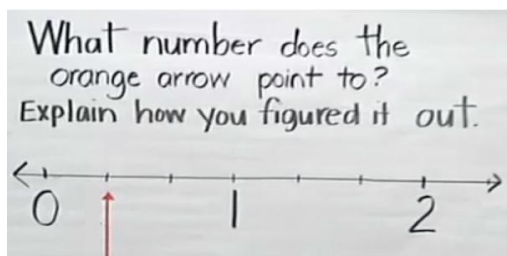 What number does the
orange arrow point to?
Explain how you figured it out.
0 1 2